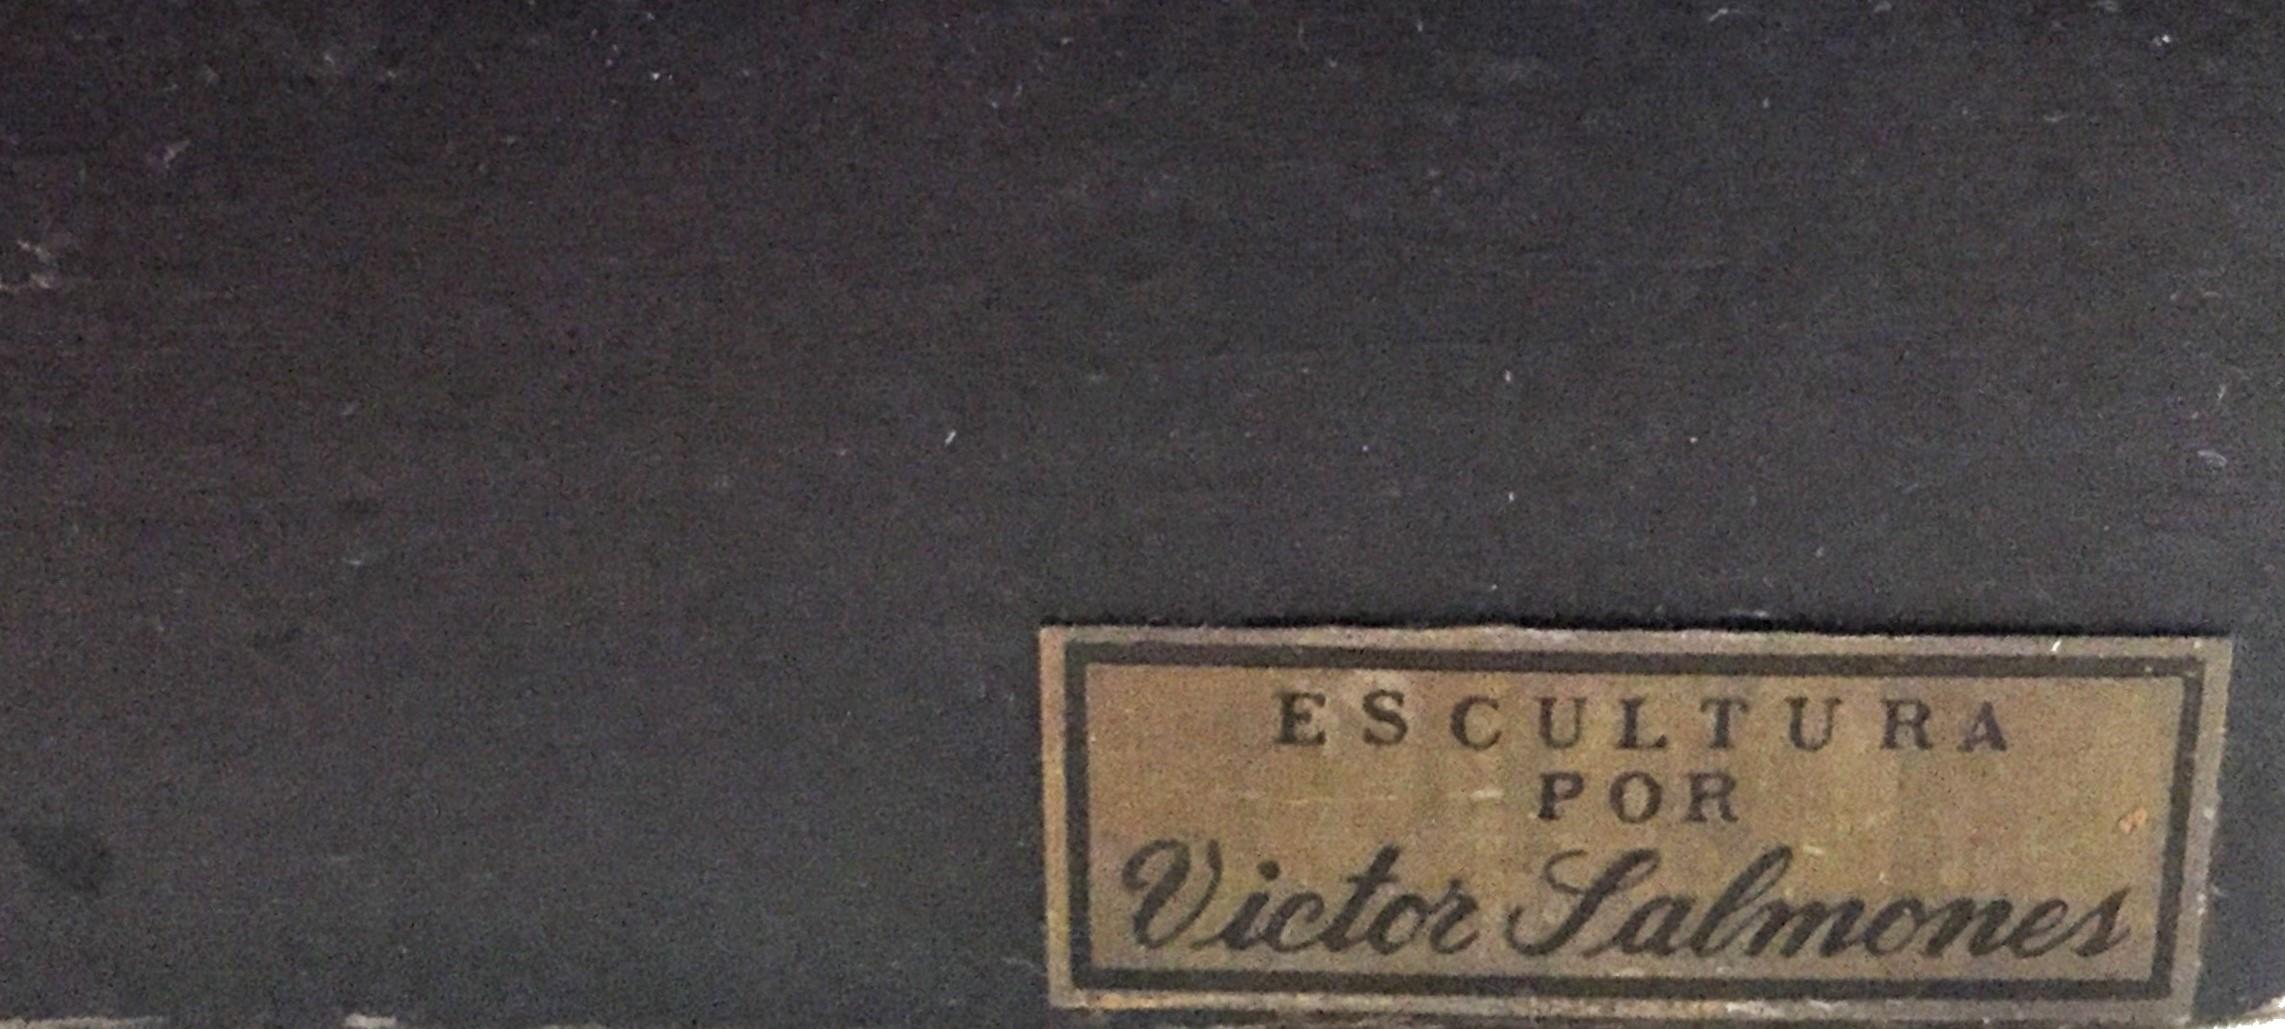 ESCULTURA
POR
Victor Salmones